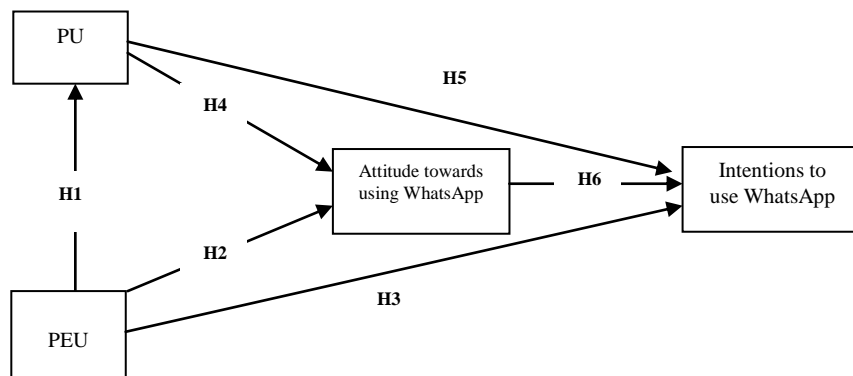 PU
H5
H4
Attitude towards
using WhatsApp
H6
Intentions to
use WhatsApp
H1
H2
H3
PEU